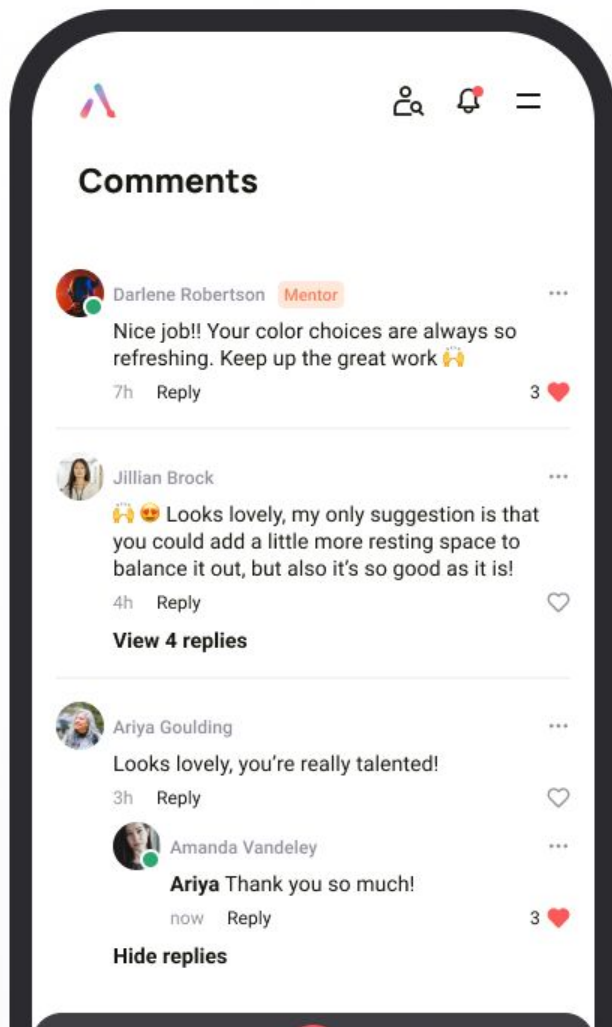 Comments
Darlene Robertson Mentor
Nice job!! Your color choices are always so
refreshing. Keep up the great work 🙌
7h Reply 3
Jillian Brock
🙌 😍 Looks lovely, my only suggestion is that
you could add a little more resting space to
balance it out, but also it’s so good as it is!
4h Reply
View 4 replies
Ariya Goulding
Looks lovely, you’re really talented!
3h Reply
Amanda Vandeley
Ariya Thank you so much!
now Reply 3
Hide replies